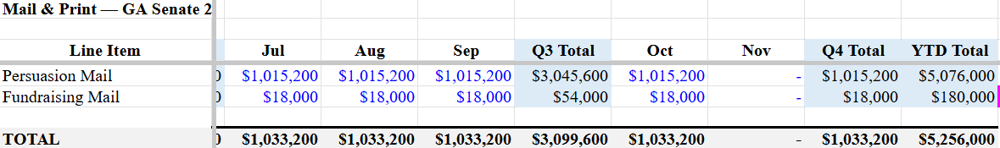 Mail & Print — GA Senate 2
Line Item Jul Aug Sep Q3 Total Oct Nov Q4 Total YTD Total
Persuasion Mail $1,015,200 $1,015,200 $1,015,200 $3,045,600 $1,015,200 - $1,015,200 $5,076,000
Fundraising Mail $18,000 $18,000 $18,000 $54,000 $18,000 - $18,000 $180,000
TOTAL $1,033,200 $1,033,200 $1,033,200 $3,099,600 $1,033,200 - $1,033,200 $5,256,000